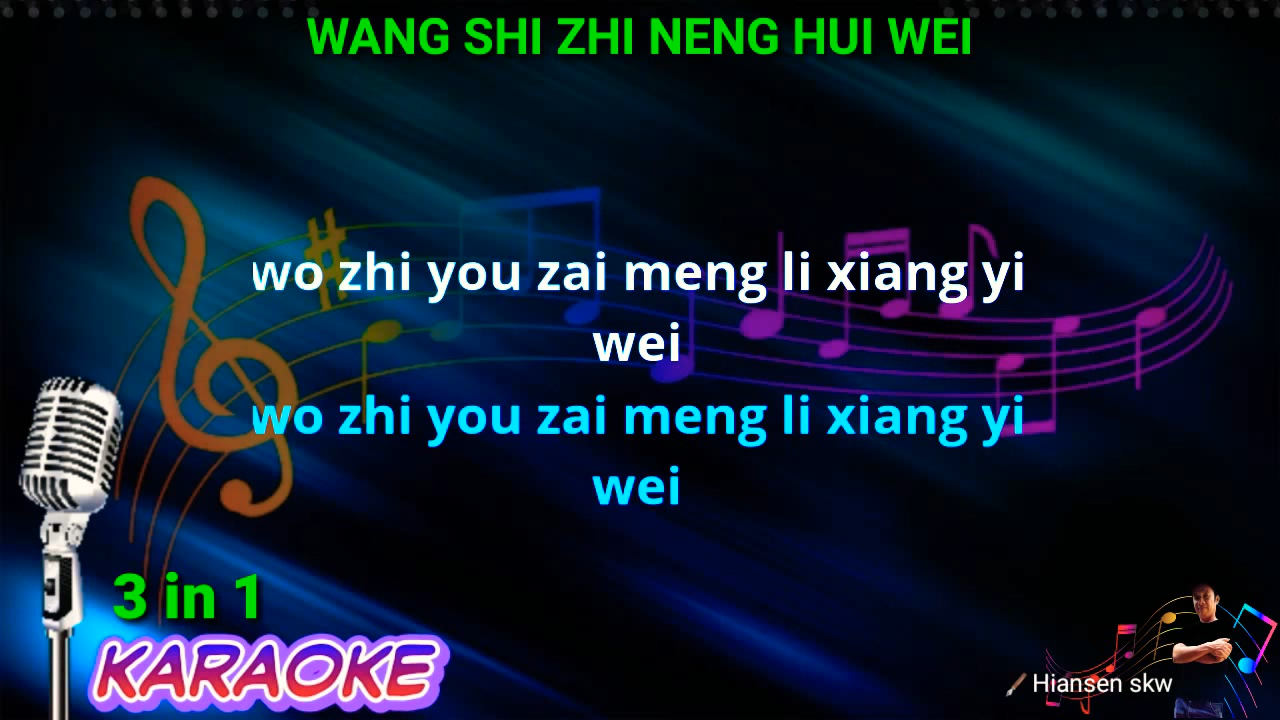 WANG SHI ZHI NENG HUI WEI
wo zhi you zai meng li xiang yi
wei
wo zhi you zai meng li xiang yi
wei
3 in 1
KARAOKE
Hiansen skw